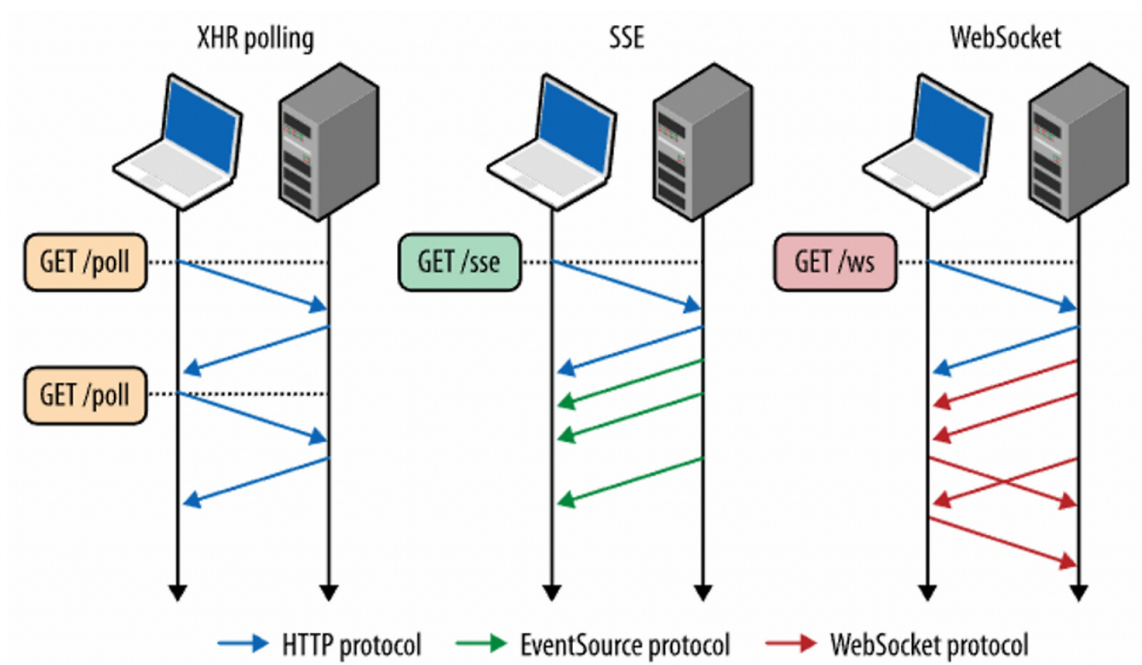 XHR polling
SSE
WebSocket
GET /poll
GET /sse
GET /ws
GET /poll
HTTP protocol
EventSource protocol
WebSocket protocol